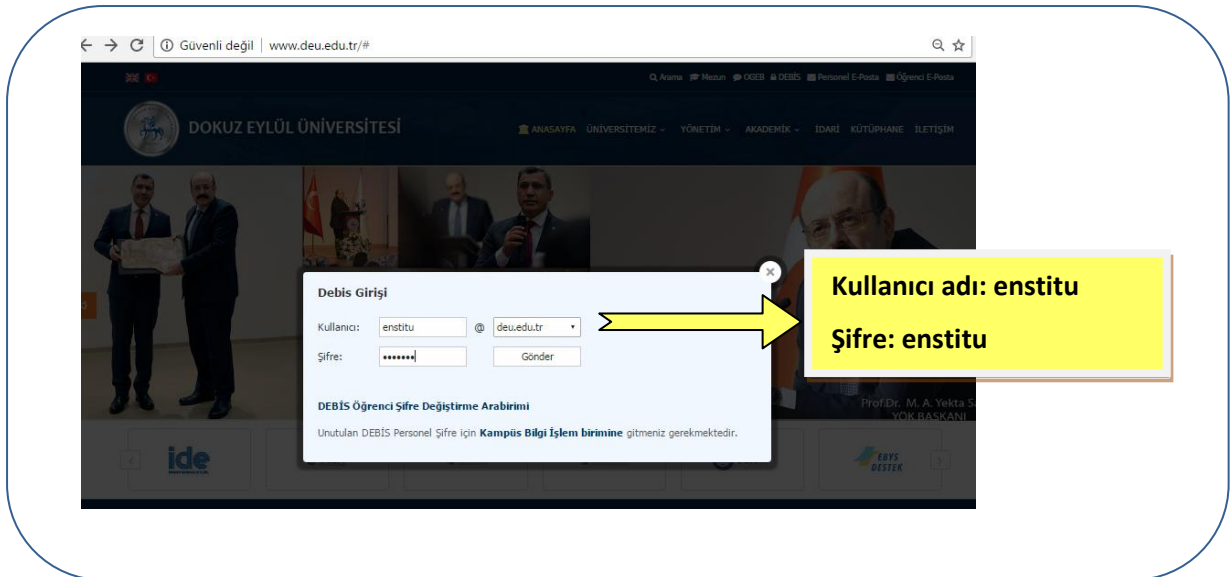 Güvenli değil | www.deu.edu.tr/#
Arama Mezun OGEB DEBİS Personel E-Posta Öğrenci E-Posta
DOKUZ EYLÜL ÜNİVERSİTESİ
ANASAYFA ÜNİVERSİTEMİZ YÖNETİM AKADEMİK İDARİ KÜTÜPHANE İLETİŞİM
Debis Girişi
Kullanıcı: enstitu @ deu.edu.tr
Şifre: ••••••• Gönder
DEBİS Öğrenci Şifre Değiştirme Arabirimi
Unutulan DEBİS Personel Şifre için Kampüs Bilgi İşlem birimine gitmeniz gerekmektedir.
Kullanıcı adı: enstitu
Şifre: enstitu
Prof.Dr. M. A. Yekta
YÖK BAŞKANI
ide
EBYS
DESTEK